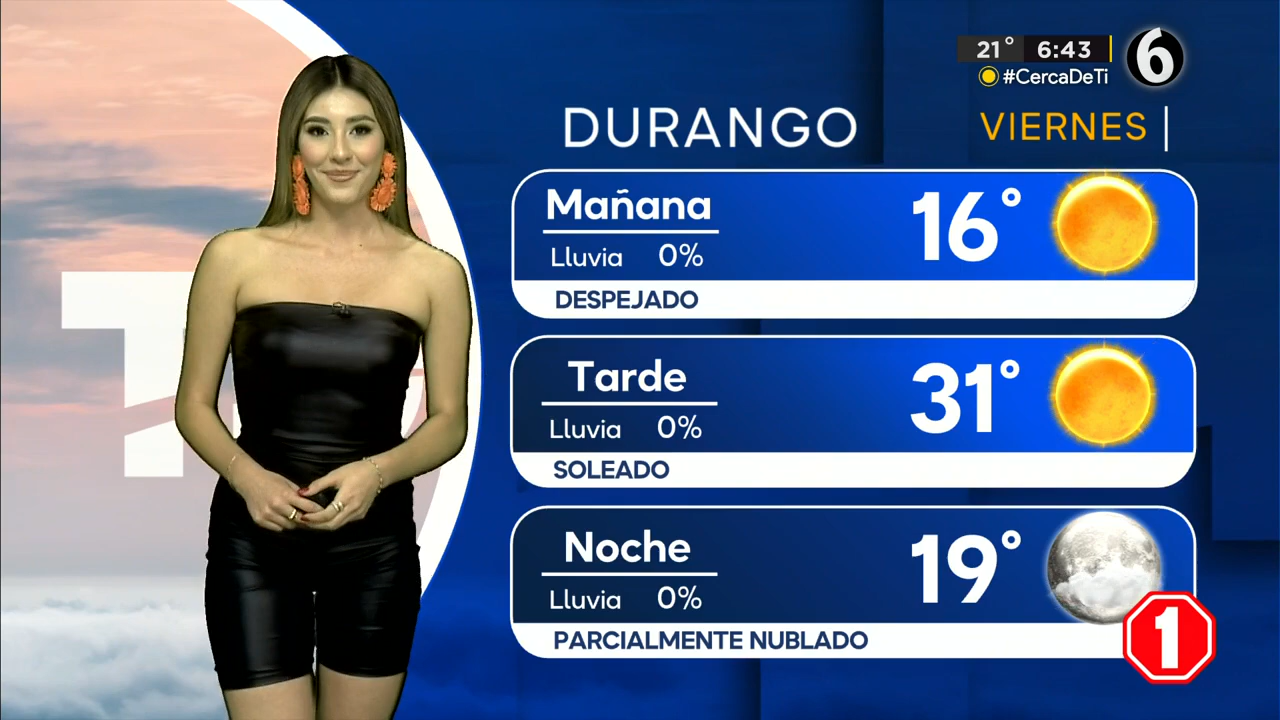 21° 6:43
6
#CercaDeTi
DURANGO
VIERNES
Mañana
16°
Lluvia 0%
DESPEJADO
Tarde
31°
Lluvia 0%
SOLEADO
Noche
19°
Lluvia 0%
PARCIALMENTE NUBLADO
1